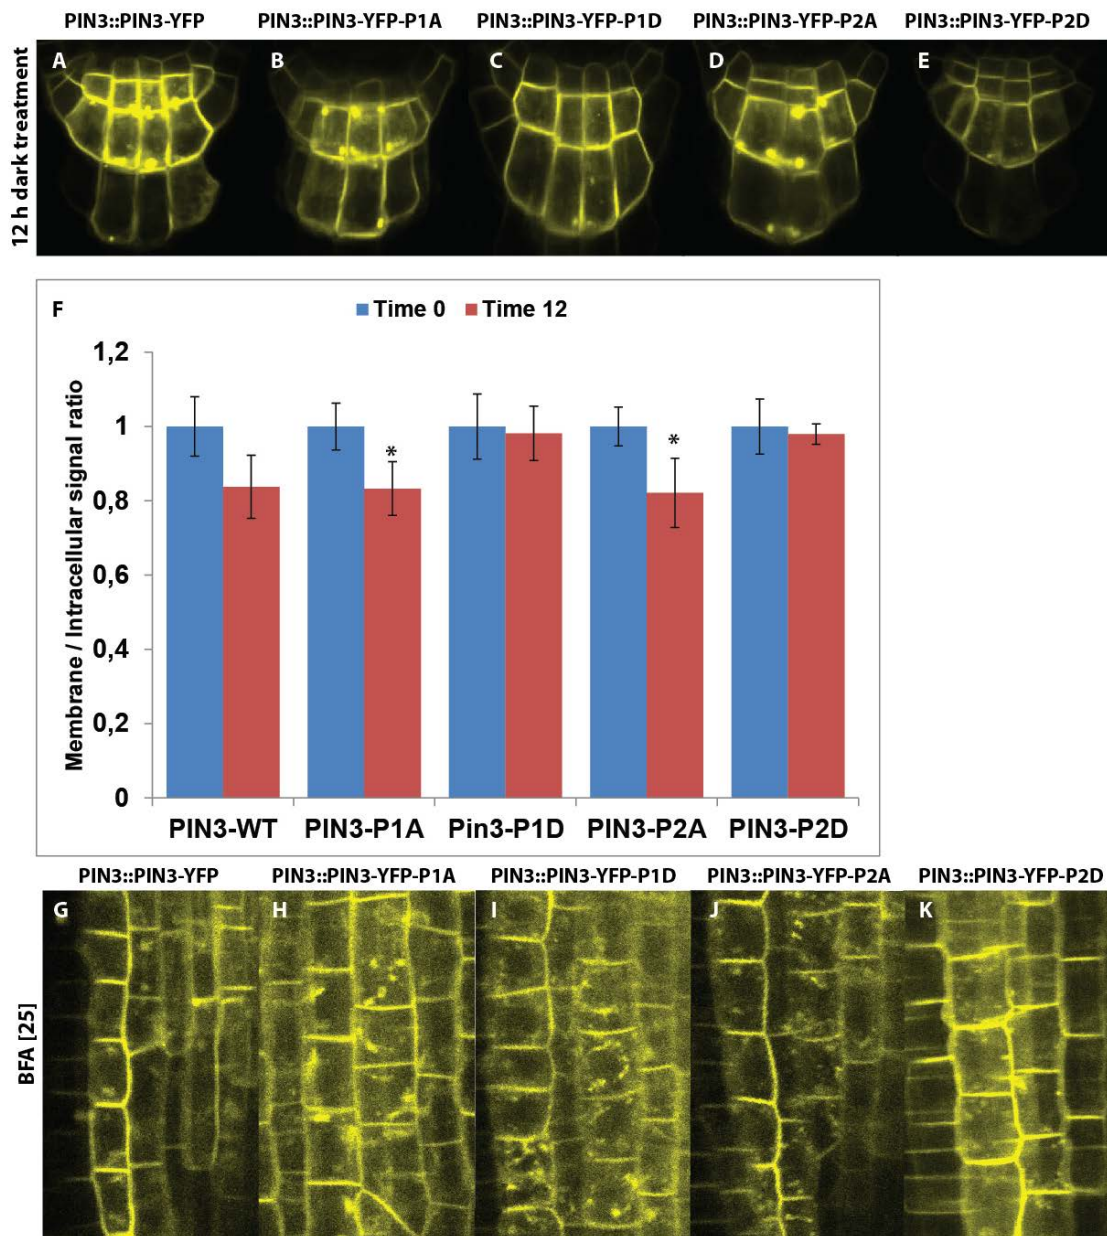 PIN3::PIN3-YFP PIN3::PIN3-YFP-P1A PIN3::PIN3-YFP-P1D PIN3::PIN3-YFP-P2A PIN3::PIN3-YFP-P2D
12 h dark treatment
A B C D E
F
Time 0 Time 12
Membrane / Intracellular signal ratio
1,2
1
0,8
0,6
0,4
0,2
0
* *
PIN3-WT PIN3-P1A Pin3-P1D PIN3-P2A PIN3-P2D
PIN3::PIN3-YFP PIN3::PIN3-YFP-P1A PIN3::PIN3-YFP-P1D PIN3::PIN3-YFP-P2A PIN3::PIN3-YFP-P2D
BFA [25]
G H I J K